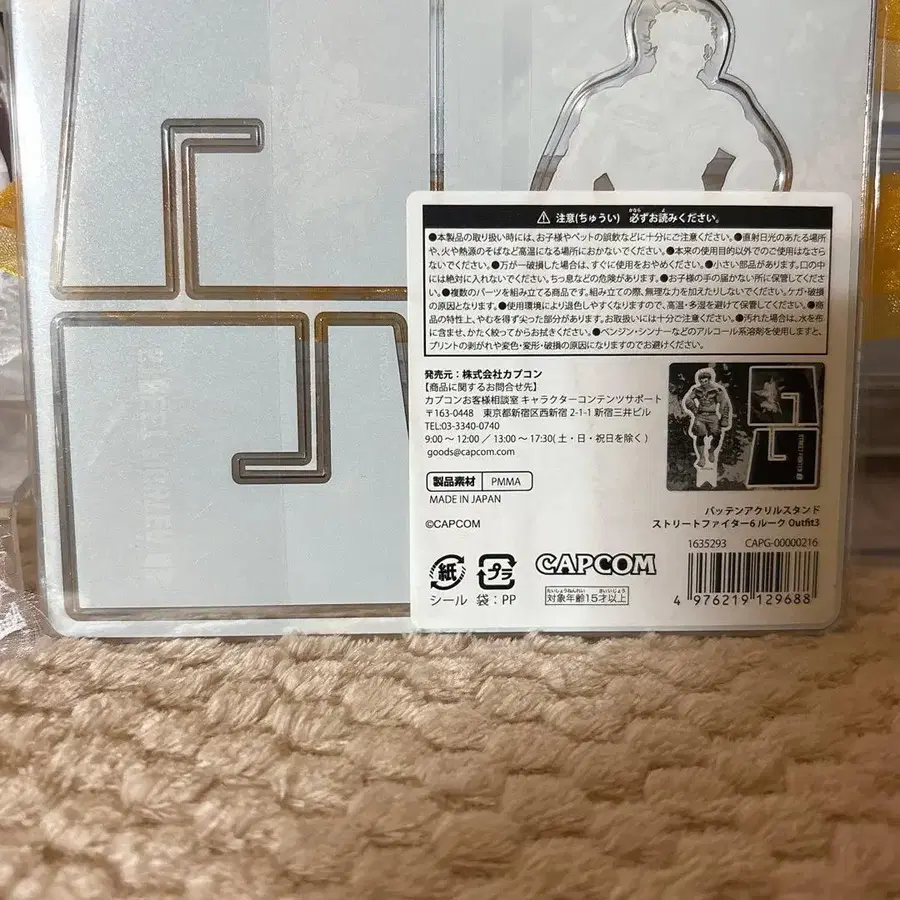 ⚠ 注意(ちゅうい) 必ずお読みください。
●本製品の取り扱い時には、お子様やペットの誤飲などに十分にご注意ください。●直射日光のあたる場所
や、火や熱源のそばなど高温になる場所におかないでください。●本来の使用目的以外でのご使用はなさら
ないでください。●万が一破損した場合は、すぐに使用をおやめください。●小さい部品があります。口の中
には絶対に入れないでください。ちっ息などの危険があります。●お子様の手の届かない所に保管してくださ
い。●複数のパーツを組み立てる商品です。組み立ての際、無理な力を加えたりしないでください。ケガ・破損
の原因となります。●使用環境により退色しやすくなりますので、高温・多湿を避けて保管してください。●商
品の特性上、やむを得ず尖った部分があります。お取扱いには十分ご注意ください。●汚れた場合は、水を布
に含ませ、かたく絞ってからお拭きください。●ベンジン・シンナーなどのアルコール系溶剤を使用しますと、
プリントの剥がれや変色・変形・破損の原因になりますのでお避けください。
発売元：株式会社カプコン
【商品に関するお問合せ先】
カプコンお客様相談室 キャラクターコンテンツサポート
〒163-0448 東京都新宿区西新宿 2-1-1 新宿三井ビル
TEL:03-3340-0740
9:00 〜 12:00 ／ 13:00 〜 17:30( 土・日・祝日を除く )
goods@capcom.com
製品素材 PMMA
MADE IN JAPAN
©CAPCOM
バッテンアクリルスタンド
ストリートファイター6 ルーク Outfit3
1635293 CAPG-00000216
紙 プラ
シール 袋：PP
CAPCOM
たいしょうねんれい さいいじょう
対象年齢15才以上
4 976219 129688